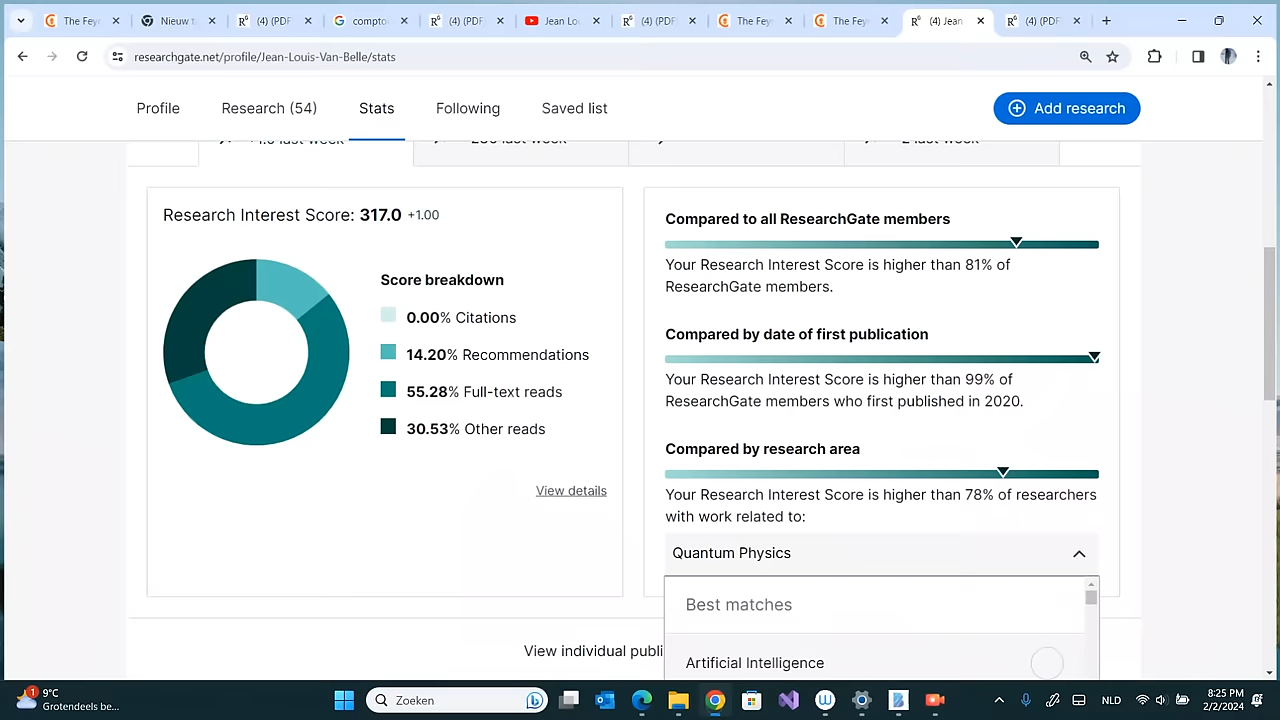 The Fey
Nieuw t
(4) (PDF
compto
(4) (PDF
Jean Lo
(4) (PDF
The Fey
The Fey
(4) Jean
(4) (PDF
researchgate.net/profile/Jean-Louis-Van-Belle/stats
Profile
Research (54)
Stats
Following
Saved list
Add research
last week
last week
last week
Research Interest Score: 317.0 +1.00
Score breakdown
0.00% Citations
14.20% Recommendations
55.28% Full-text reads
30.53% Other reads
View details
Compared to all ResearchGate members
Your Research Interest Score is higher than 81% of
ResearchGate members.
Compared by date of first publication
Your Research Interest Score is higher than 99% of
ResearchGate members who first published in 2020.
Compared by research area
Your Research Interest Score is higher than 78% of researchers
with work related to:
Quantum Physics
Best matches
Artificial Intelligence
View individual publi
1
9°C
Grotendeels be...
Zoeken
NLD
8:25 PM
2/2/2024